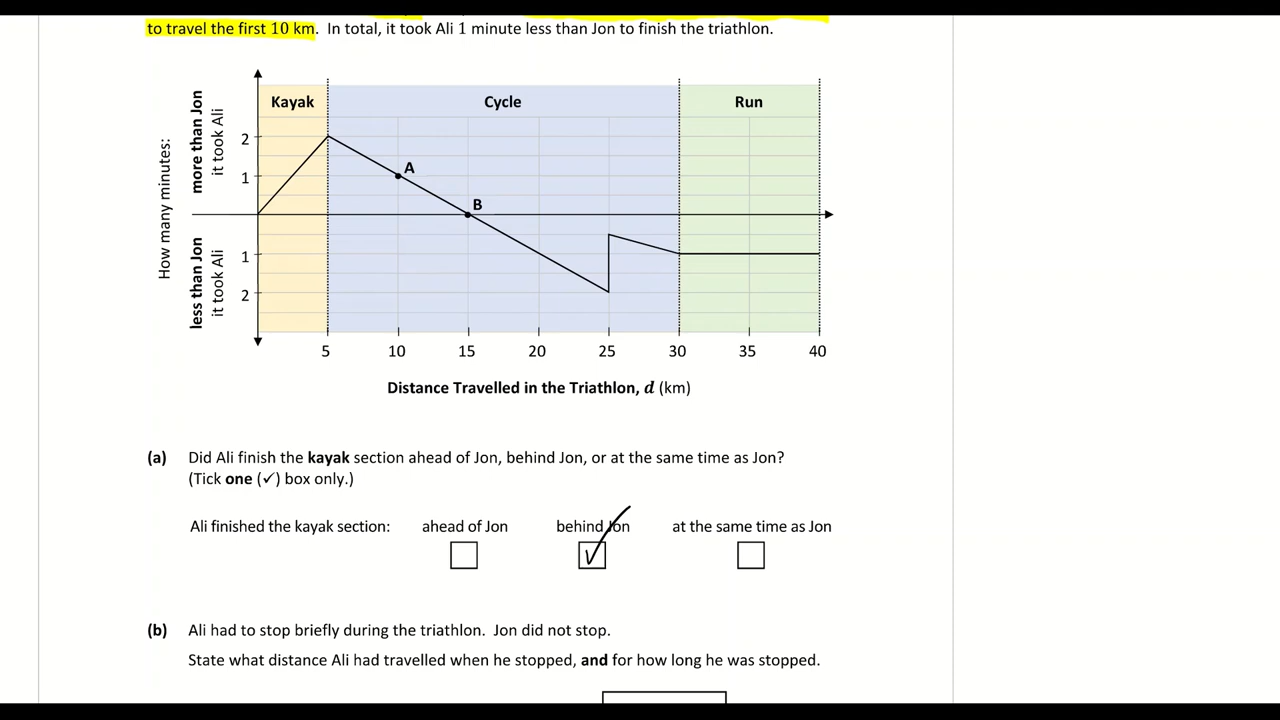 to travel the first 10 km. In total, it took Ali 1 minute less than Jon to finish the triathlon.
Kayak Cycle Run
How many minutes:
more than Jon
it took Ali
less than Jon
it took Ali
2
A
1
B
1
2
5 10 15 20 25 30 35 40
Distance Travelled in the Triathlon, d (km)
(a) Did Ali finish the kayak section ahead of Jon, behind Jon, or at the same time as Jon?
(Tick one (✓) box only.)
Ali finished the kayak section: ahead of Jon behind Jon at the same time as Jon
(b) Ali had to stop briefly during the triathlon. Jon did not stop.
State what distance Ali had travelled when he stopped, and for how long he was stopped.